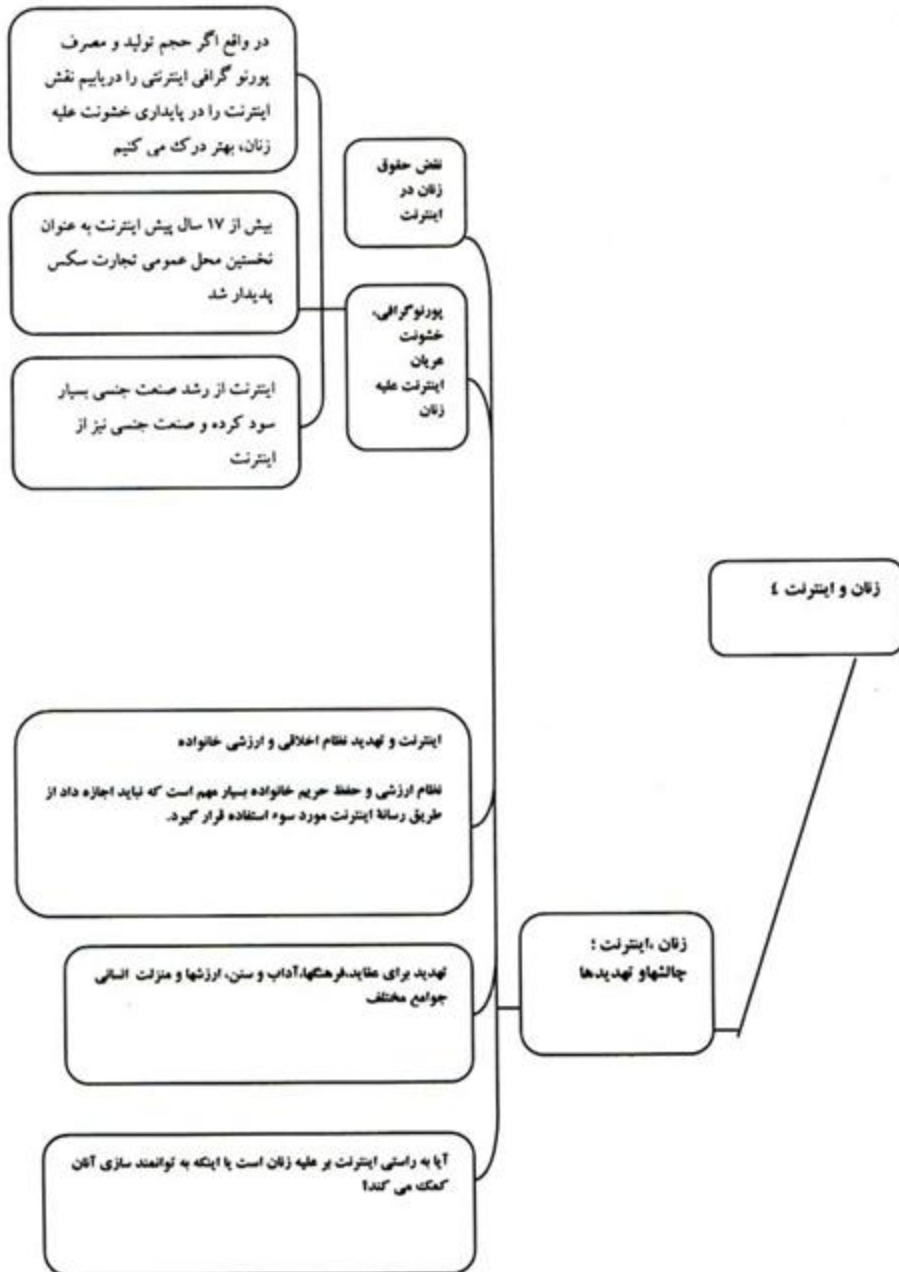 زنان و اینترنت ٤
زنان ،اینترنت ؛
چالشهاو تهدیدها
نقض حقوق
زنان در
اینترنت
پورنوگرافی،
خشونت
عریان
اینترنت علیه
زنان
در واقع اگر حجم تولید و مصرف
پورنو گرافی اینترنتی را دریابیم نقش
اینترنت را در پایداری خشونت علیه
زنان، بهتر درک می کنیم
بیش از ۱۷ سال پیش اینترنت به عنوان
نخستین محل عمومی تجارت سکس
پدیدار شد
اینترنت از رشد صنعت جنسی بسیار
سود کرده و صنعت جنسی نیز از
اینترنت
اینترنت و تهدید نظام اخلاقی و ارزشی خانواده
نظام ارزشی و حفظ حریم خانواده بسیار مهم است که نباید اجازه داد از
طریق رسانهٔ اینترنت مورد سوء استفاده قرار گیرد.
تهدید برای عقاید،فرهنگها،آداب و سنن، ارزشها و منزلت انسانی
جوامع مختلف
آیا به راستی اینترنت بر علیه زنان است یا اینکه به توانمند سازی آنان
کمک می کند؟